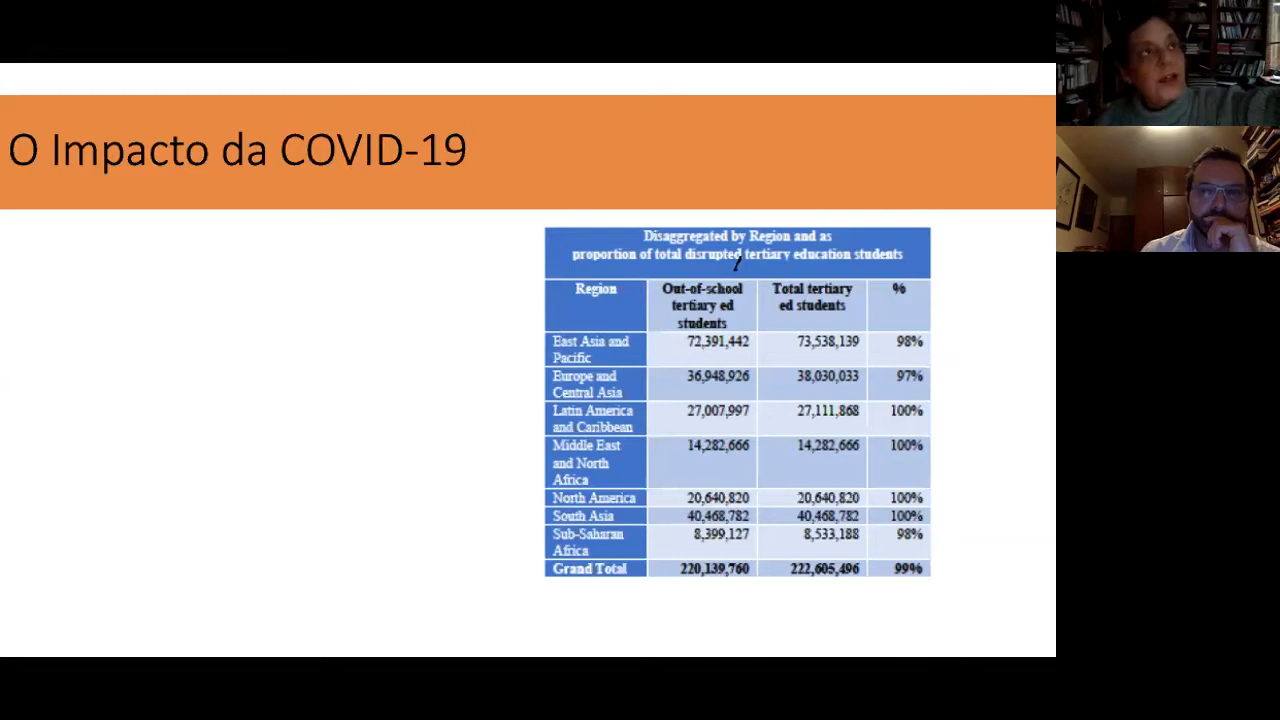 O Impacto da COVID-19
Disaggregated by Region and as
proportion of total disrupted tertiary education students
Region Out-of-school tertiary ed students Total tertiary ed students %
East Asia and Pacific 72,391,442 73,538,139 98%
Europe and Central Asia 36,948,926 38,030,033 97%
Latin America and Caribbean 27,007,997 27,111,868 100%
Middle East and North Africa 14,282,666 14,282,666 100%
North America 20,640,820 20,640,820 100%
South Asia 40,468,782 40,468,782 100%
Sub-Saharan Africa 8,399,127 8,533,188 98%
Grand Total 220,139,760 222,605,496 99%